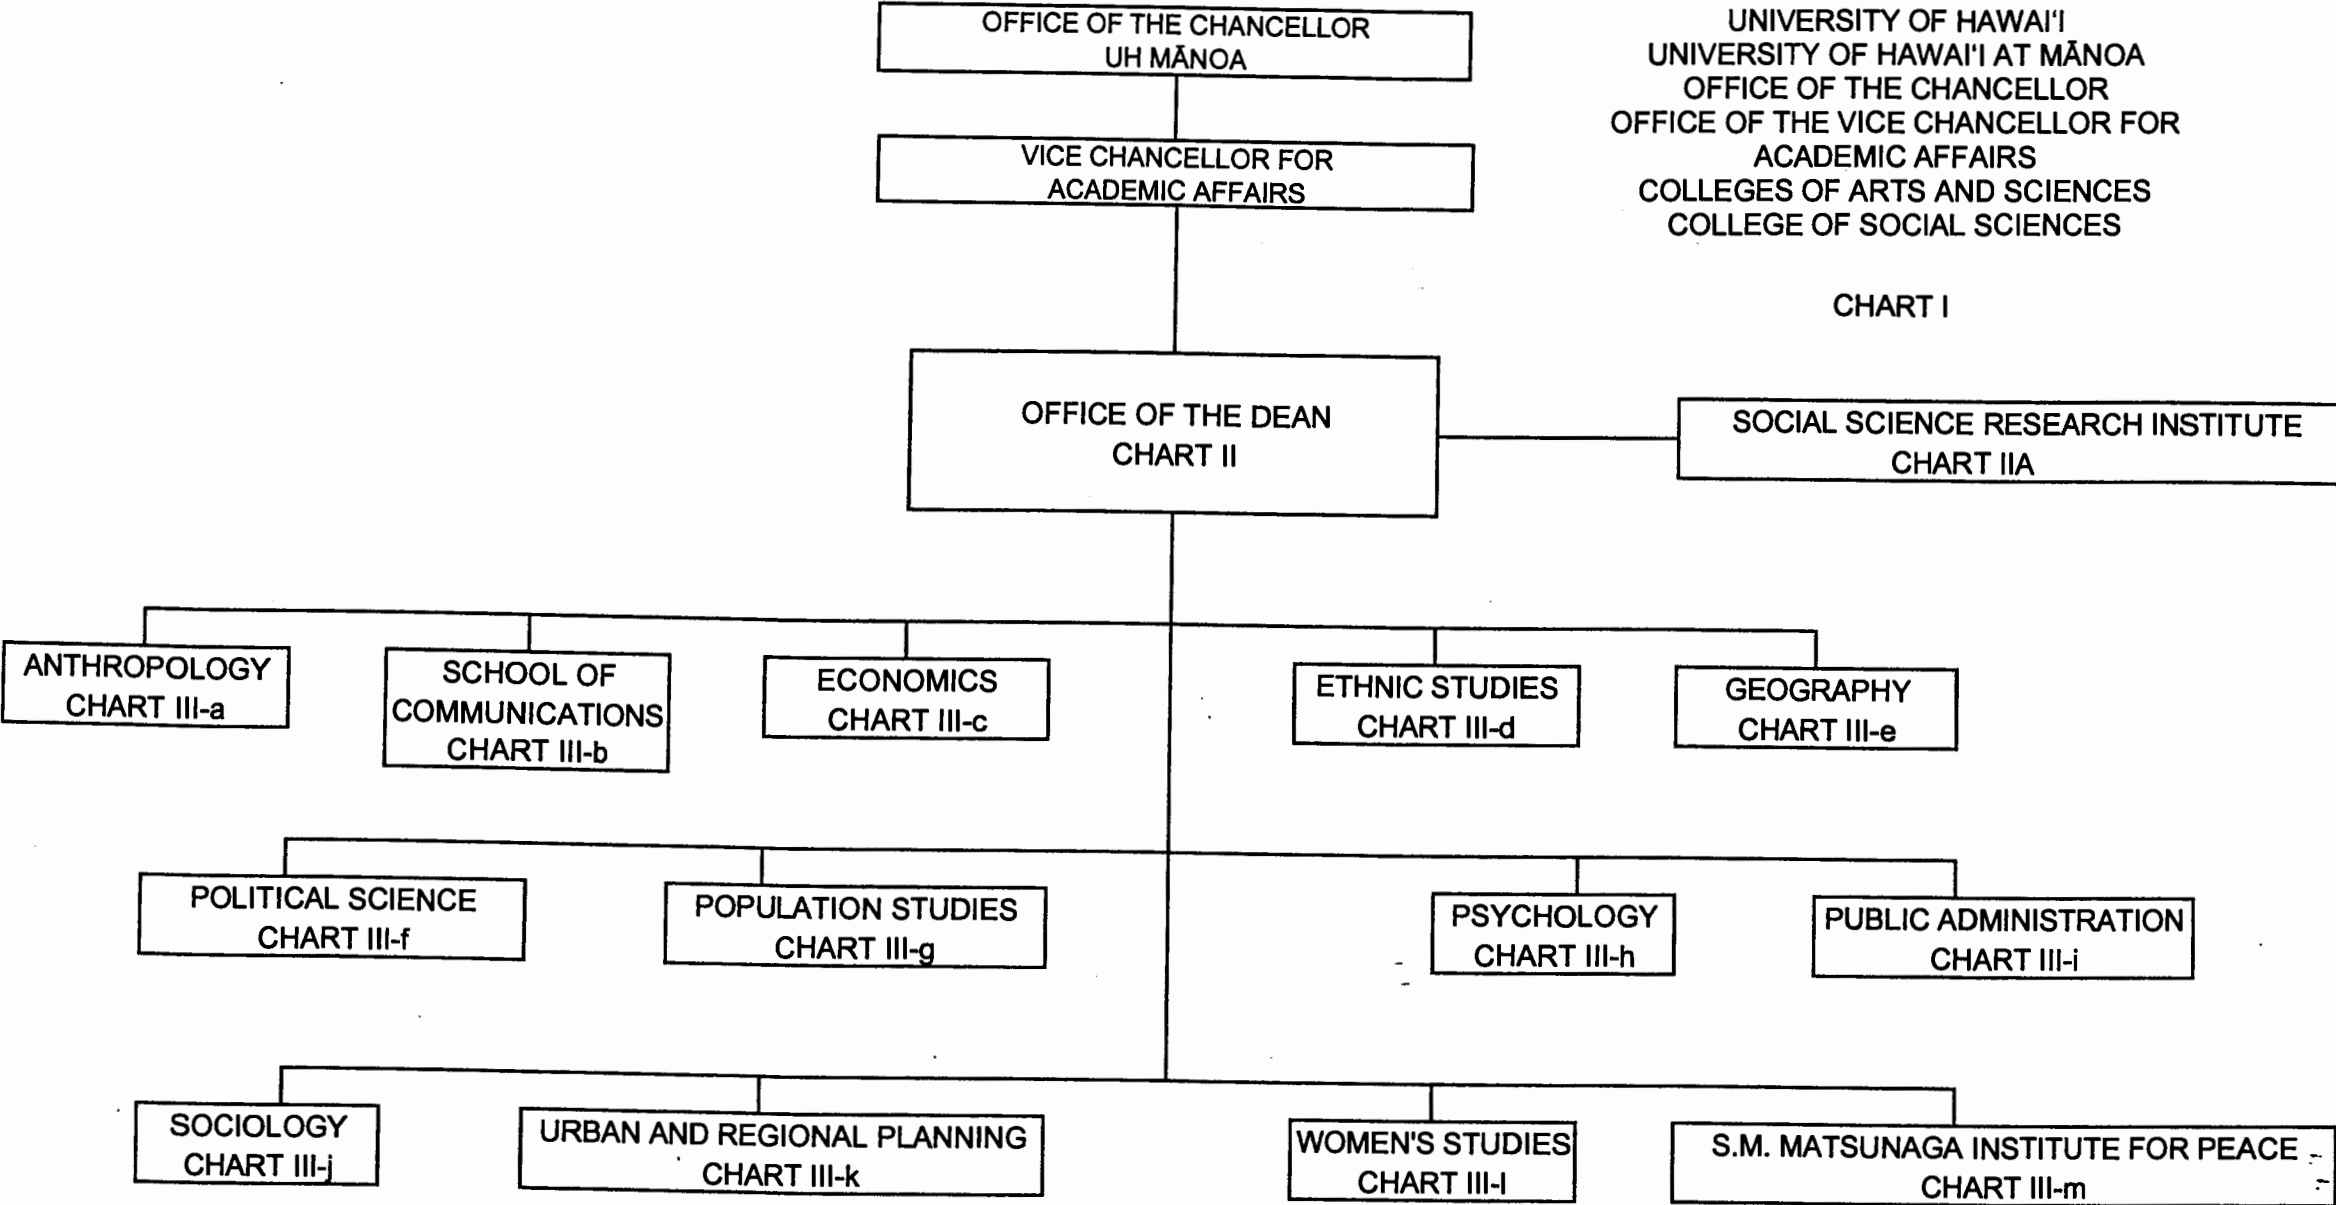 OFFICE OF THE CHANCELLOR
UH MĀNOA
UNIVERSITY OF HAWAI'I
UNIVERSITY OF HAWAI'I AT MĀNOA
OFFICE OF THE CHANCELLOR
OFFICE OF THE VICE CHANCELLOR FOR
ACADEMIC AFFAIRS
COLLEGES OF ARTS AND SCIENCES
COLLEGE OF SOCIAL SCIENCES
CHART I
VICE CHANCELLOR FOR
ACADEMIC AFFAIRS
OFFICE OF THE DEAN
CHART II
SOCIAL SCIENCE RESEARCH INSTITUTE
CHART IIA
ANTHROPOLOGY
CHART III-a
SCHOOL OF
COMMUNICATIONS
CHART III-b
ECONOMICS
CHART III-c
ETHNIC STUDIES
CHART III-d
GEOGRAPHY
CHART III-e
POLITICAL SCIENCE
CHART III-f
POPULATION STUDIES
CHART III-g
PSYCHOLOGY
CHART III-h
PUBLIC ADMINISTRATION
CHART III-i
SOCIOLOGY
CHART III-j
URBAN AND REGIONAL PLANNING
CHART III-k
WOMEN'S STUDIES
CHART III-l
S.M. MATSUNAGA INSTITUTE FOR PEACE
CHART III-m